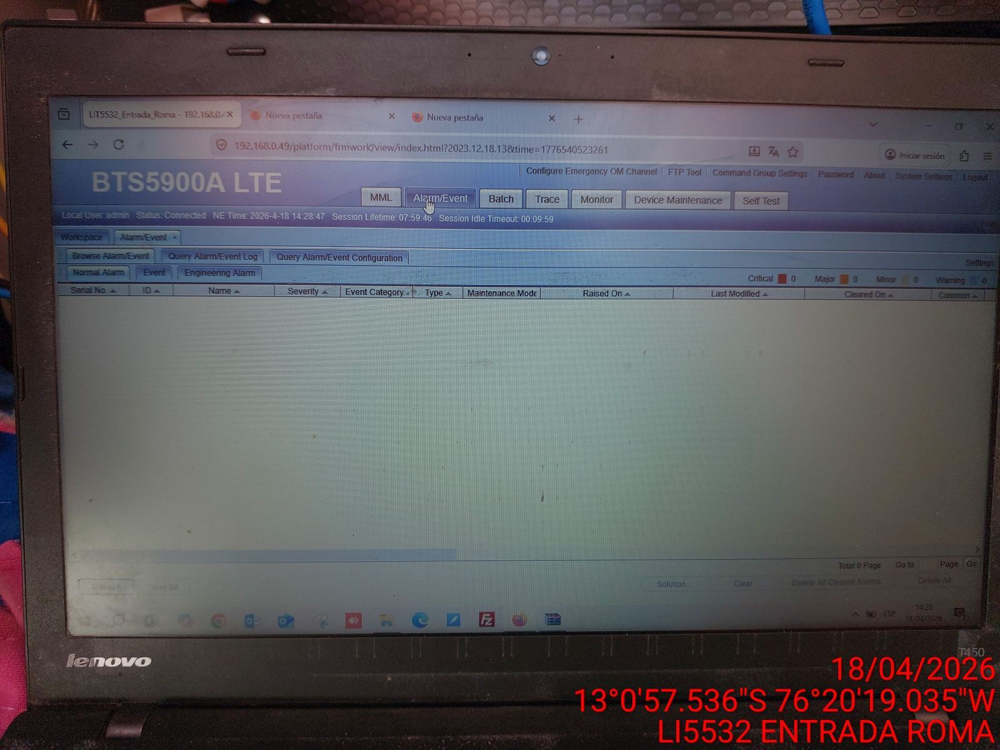 LIT5532_Entrada_Roma - 192.168.0.4
Nueva pestaña
Nueva pestaña
192.168.0.49/platform/frmwork/view/index.html?2023.12.18.13&time=1776540523261
Iniciar sesión
BTS5900A LTE
Configure Emergency OM Channel | FTP Tool | Command Group Settings | Password | About | System Settings | Logout
MML Alarm/Event Batch Trace Monitor Device Maintenance Self Test
Local User: admin Status: Connected NE Time: 2026-4-18 14:28:47 Session Lifetime: 07:59:46 Session Idle Timeout: 00:09:59
Workspace Alarm/Event
Browse Alarm/Event Query Alarm/Event Log Query Alarm/Event Configuration
Settings
Normal Alarm Event Engineering Alarm
Critical 0 Major 0 Minor 0 Warning 0
Serial No. ID Name Severity Event Category Type Maintenance Mode Raised On Last Modified Cleared On Common
Total 0 Page Go to Page Go
Refresh Save All Solution... Clear Delete All Cleared Alarms Delete All
ESP
14:28
18/04/2026
lenovo
T450
18/04/2026
13°0'57.536"S 76°20'19.035"W
LI5532 ENTRADA ROMA